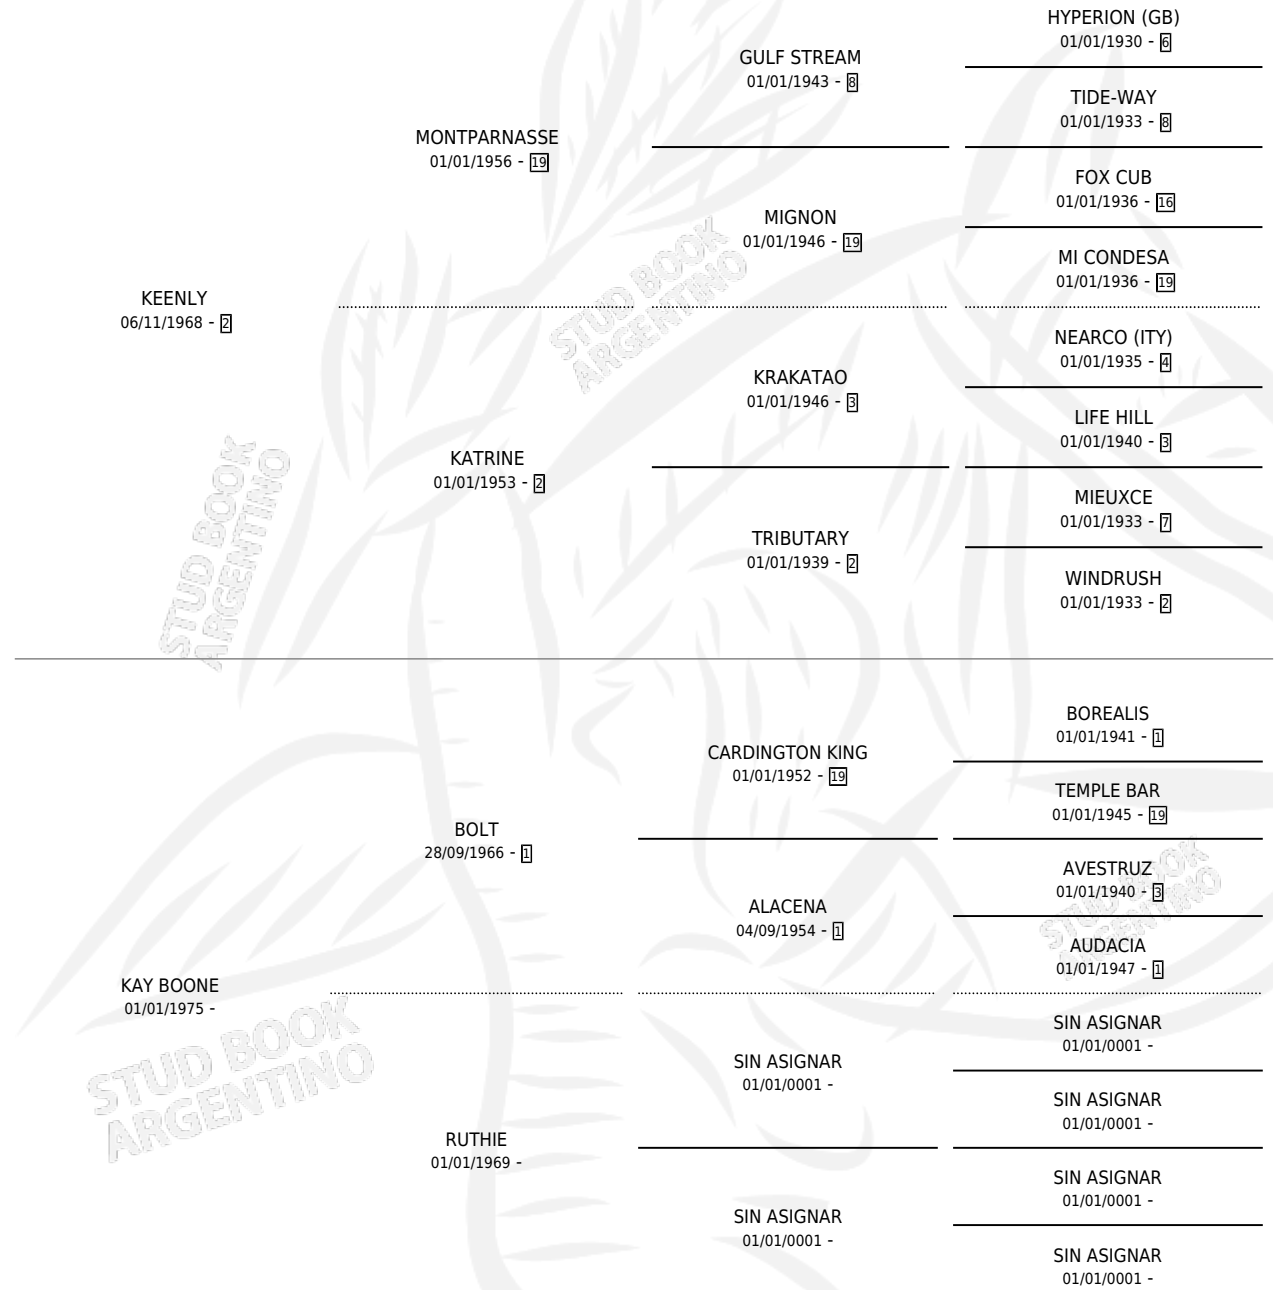 HYPERION (GB)
01/01/1930 - 6
GULF STREAM
01/01/1943 - 8
TIDE-WAY
01/01/1933 - 8
MONTPARNASSE
01/01/1956 - 19
FOX CUB
01/01/1936 - 16
MIGNON
01/01/1946 - 19
MI CONDESA
01/01/1936 - 19
KEENLY
06/11/1968 - 2
NEARCO (ITY)
01/01/1935 - 4
KRAKATAO
01/01/1946 - 3
LIFE HILL
01/01/1940 - 3
KATRINE
01/01/1953 - 2
MIEUXCE
01/01/1933 - 7
TRIBUTARY
01/01/1939 - 2
WINDRUSH
01/01/1933 - 2
BOREALIS
01/01/1941 - 1
CARDINGTON KING
01/01/1952 - 19
TEMPLE BAR
01/01/1945 - 19
BOLT
28/09/1966 - 1
AVESTRUZ
01/01/1940 - 3
ALACENA
04/09/1954 - 1
AUDACIA
01/01/1947 - 1
KAY BOONE
01/01/1975 -
SIN ASIGNAR
01/01/0001 -
SIN ASIGNAR
01/01/0001 -
SIN ASIGNAR
01/01/0001 -
RUTHIE
01/01/1969 -
SIN ASIGNAR
01/01/0001 -
SIN ASIGNAR
01/01/0001 -
SIN ASIGNAR
01/01/0001 -
STUD BOOK
ARGENTINO
STUD BOOK
ARGENTINO
STUD BOOK
ARGENTINO
STUD BOOK
ARGENTINO